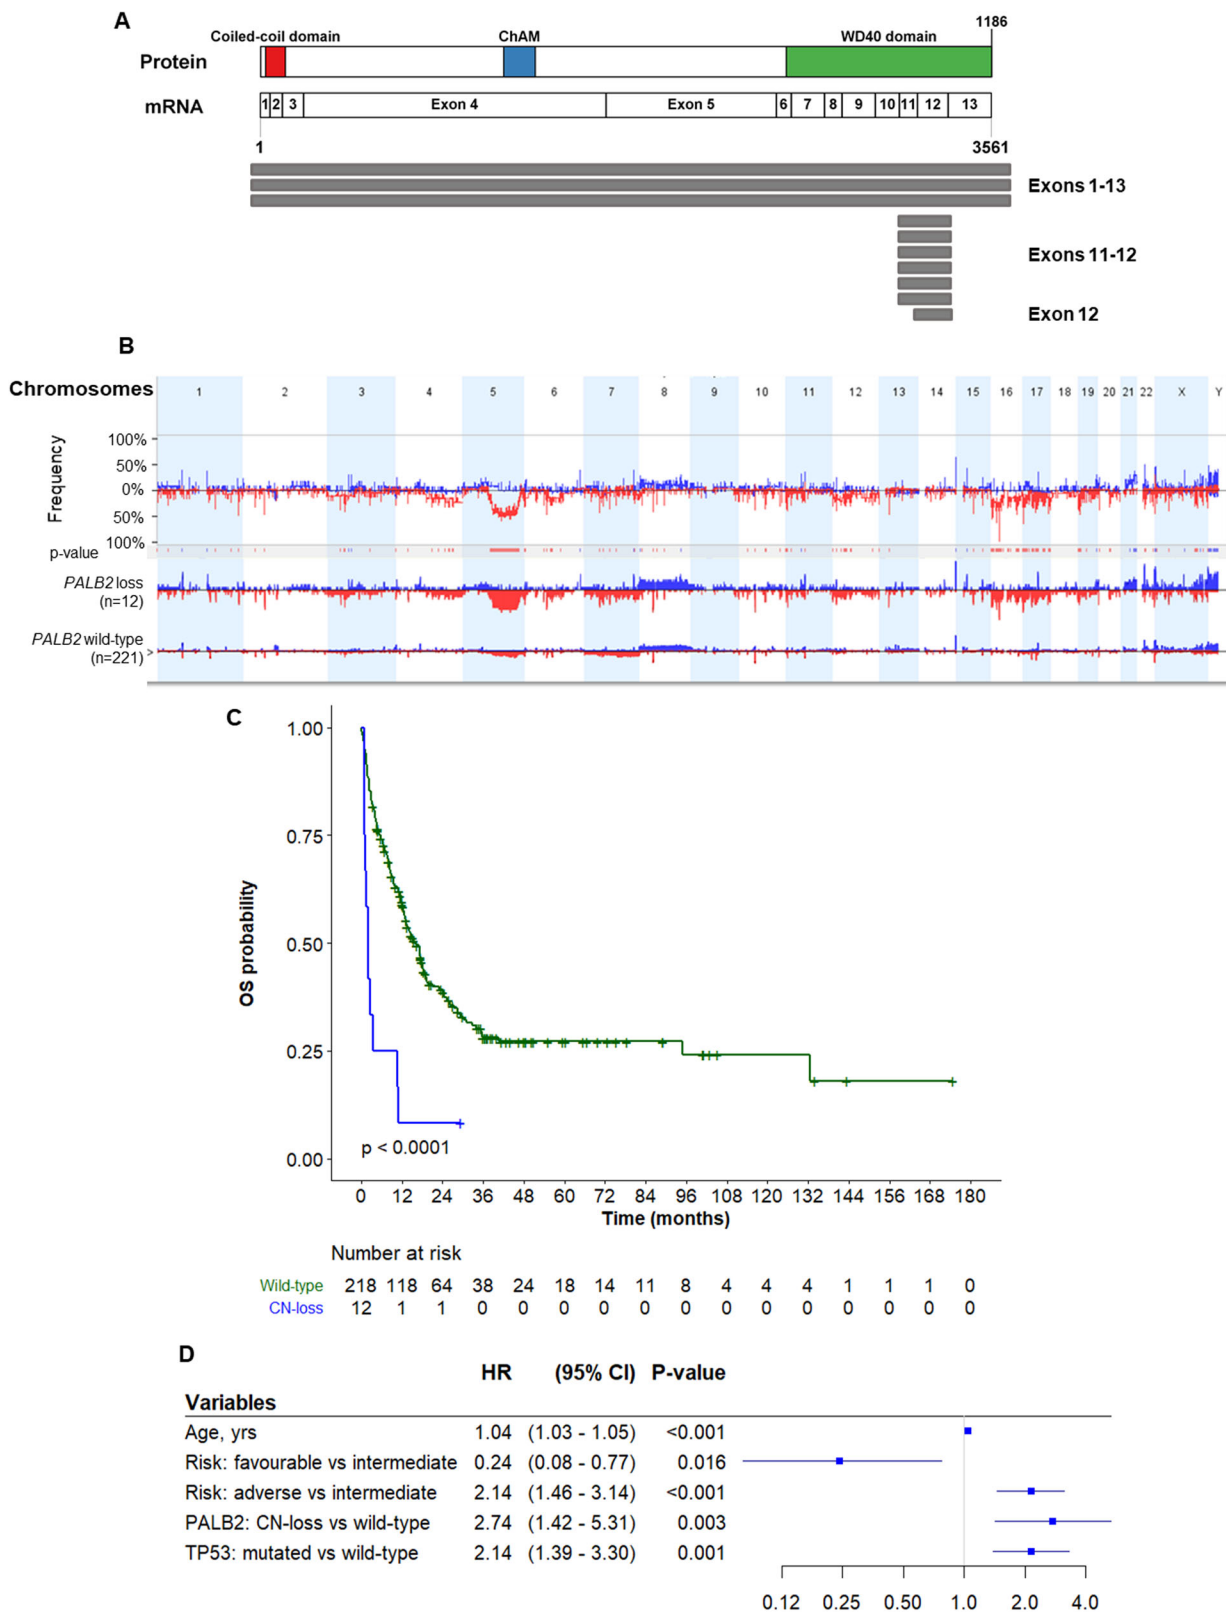 A
1186
Coiled-coil domain ChAM WD40 domain
Protein
mRNA 1 2 3 Exon 4 Exon 5 6 7 8 9 10 11 12 13
1 3561
Exons 1-13
Exons 11-12
Exon 12
B
Chromosomes 1 2 3 4 5 6 7 8 9 10 11 12 13 14 15 16 17 18 19 20 21 22 X Y
Frequency
100%
50%
0%
50%
100%
p-value
PALB2 loss
(n=12)
PALB2 wild-type
(n=221)
C
OS probability
1.00
0.75
0.50
0.25
0.00
p < 0.0001
0 12 24 36 48 60 72 84 96 108 120 132 144 156 168 180
Time (months)
Number at risk
Wild-type 218 118 64 38 24 18 14 11 8 4 4 4 1 1 1 0
CN-loss 12 1 1 0 0 0 0 0 0 0 0 0 0 0 0 0
D
HR (95% CI) P-value
Variables
Age, yrs 1.04 (1.03 - 1.05) <0.001
Risk: favourable vs intermediate 0.24 (0.08 - 0.77) 0.016
Risk: adverse vs intermediate 2.14 (1.46 - 3.14) <0.001
PALB2: CN-loss vs wild-type 2.74 (1.42 - 5.31) 0.003
TP53: mutated vs wild-type 2.14 (1.39 - 3.30) 0.001
0.12 0.25 0.50 1.0 2.0 4.0